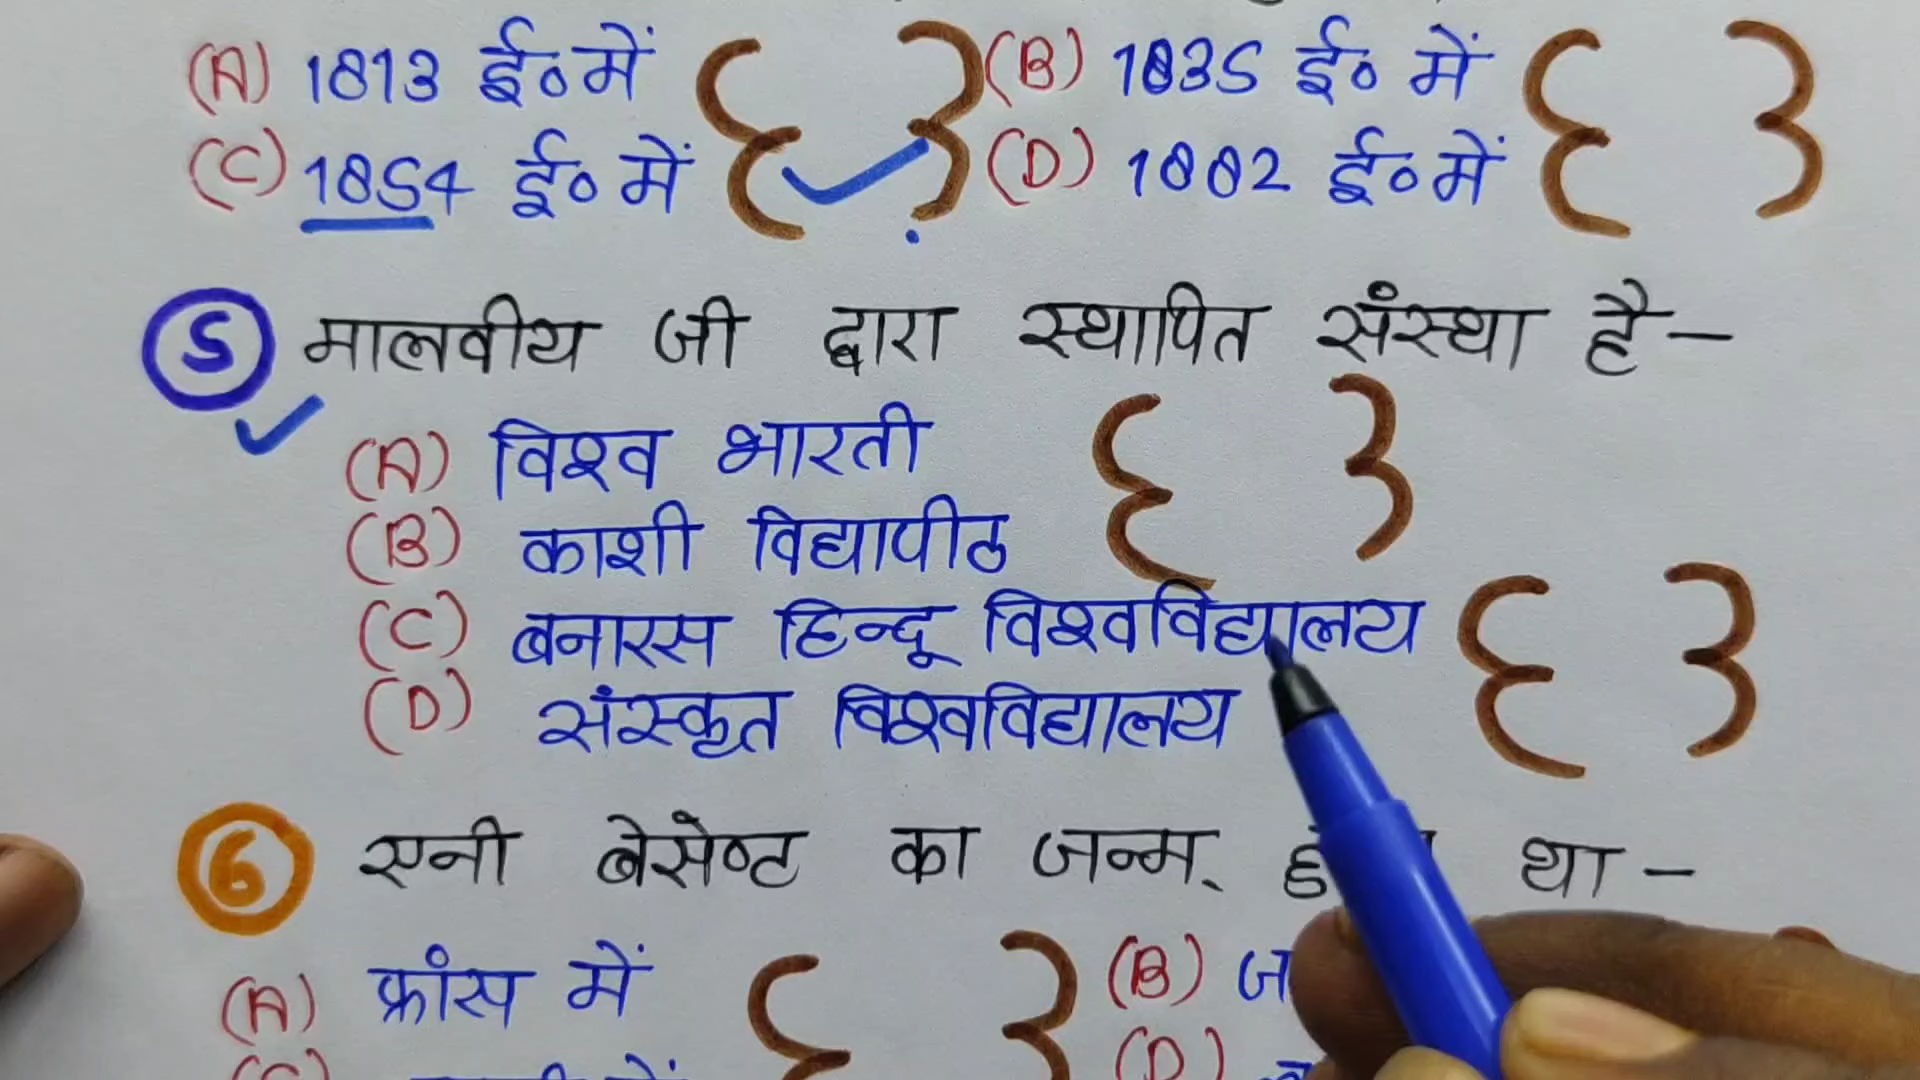 (A) 1813 ई० में (B) 1835 ई० में
(C) 1854 ई० में (D) 1882 ई० में
5 मालवीय जी द्वारा स्थापित संस्था है-
(A) विश्व भारती
(B) काशी विद्यापीठ
(C) बनारस हिन्दू विश्वविद्यालय
(D) संस्कृत विश्वविद्यालय
6 एनी बेसेण्ट का जन्म था-
(A) फ्रांस में (B)
(C) (D)